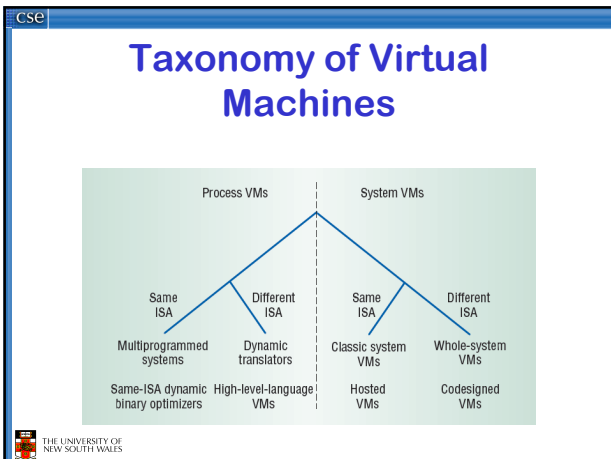 cse
Taxonomy of Virtual
Machines
Process VMs
System VMs
Same
ISA
Different
ISA
Same
ISA
Different
ISA
Multiprogrammed
systems
Dynamic
translators
Classic system
VMs
Whole-system
VMs
Same-ISA dynamic
binary optimizers
High-level-language
VMs
Hosted
VMs
Codesigned
VMs
THE UNIVERSITY OF
NEW SOUTH WALES